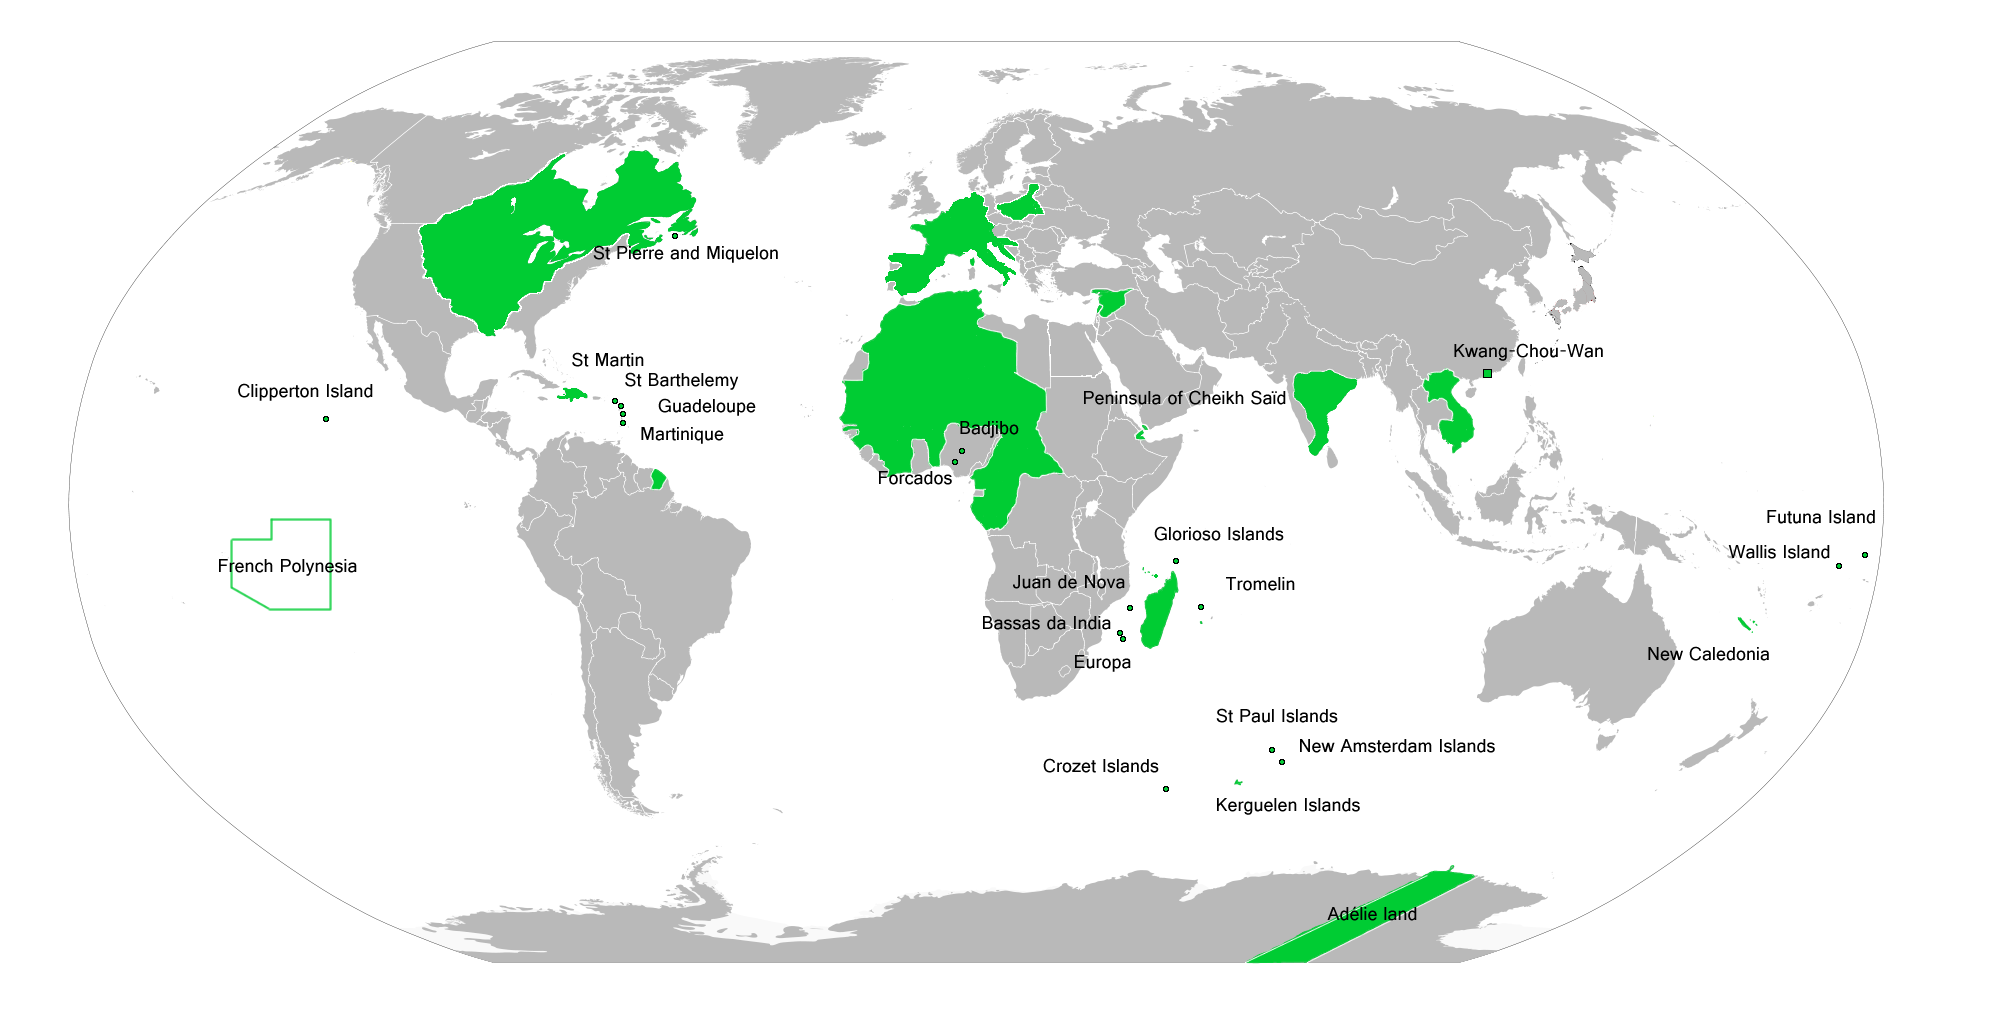 St Pierre and Miquelon
Kwang-Chou-Wan
St Martin
St Barthelemy
Clipperton Island
Peninsula of Cheikh Saïd
Guadeloupe
Badjibo
Martinique
Forcados
Futuna Island
Glorioso Islands
Wallis Island
French Polynesia
Juan de Nova
Tromelin
Bassas da India
New Caledonia
Europa
St Paul Islands
New Amsterdam Islands
Crozet Islands
Kerguelen Islands
Adélie land